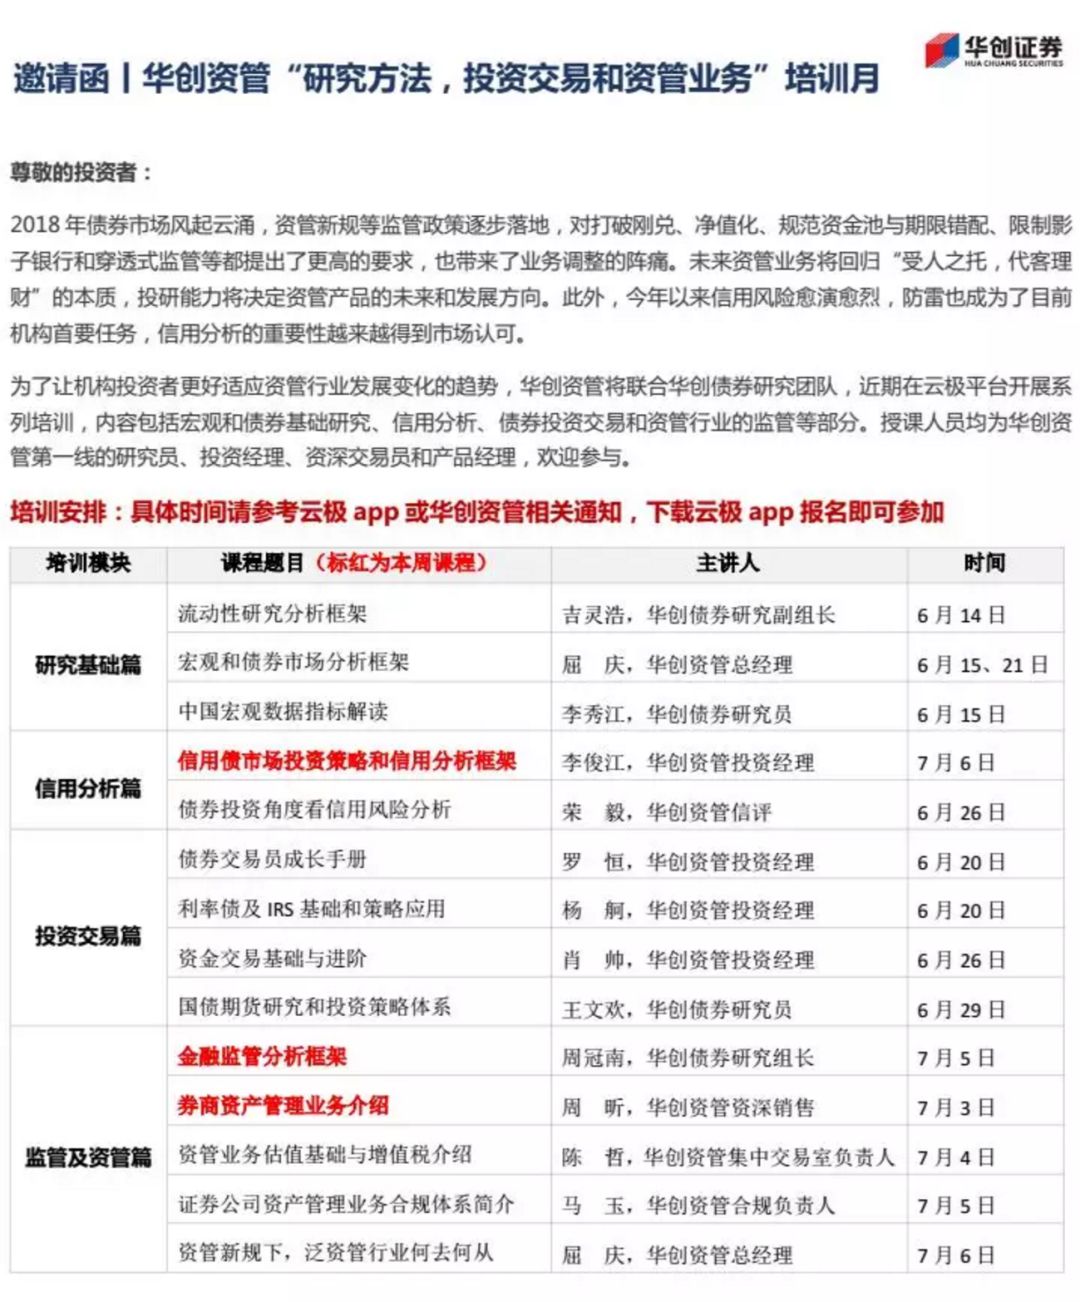 华创证券
HUA CHUANG SECURITIES
邀请函丨华创资管“研究方法，投资交易和资管业务”培训月
尊敬的投资者：
2018 年债券市场风起云涌，资管新规等监管政策逐步落地，对打破刚兑、净值化、规范资金池与期限错配、限制影
子银行和穿透式监管等都提出了更高的要求，也带来了业务调整的阵痛。未来资管业务将回归“受人之托，代客理
财”的本质，投研能力将决定资管产品的未来和发展方向。此外，今年以来信用风险愈演愈烈，防雷也成为了目前
机构首要任务，信用分析的重要性越来越得到市场认可。
为了让机构投资者更好适应资管行业发展变化的趋势，华创资管将联合华创债券研究团队，近期在云极平台开展系
列培训，内容包括宏观和债券基础研究、信用分析、债券投资交易和资管行业的监管等部分。授课人员均为华创资
管第一线的研究员、投资经理、资深交易员和产品经理，欢迎参与。
培训安排：具体时间请参考云极 app 或华创资管相关通知，下载云极 app 报名即可参加
培训模块 课程题目（标红为本周课程） 主讲人 时间
研究基础篇
流动性研究分析框架 吉灵浩，华创债券研究副组长 6 月 14 日
宏观和债券市场分析框架 屈　庆，华创资管总经理 6 月 15、21 日
中国宏观数据指标解读 李秀江，华创债券研究员 6 月 15 日
信用分析篇
信用债市场投资策略和信用分析框架 李俊江，华创资管投资经理 7 月 6 日
债券投资角度看信用风险分析 荣　毅，华创资管信评 6 月 26 日
投资交易篇
债券交易员成长手册 罗　恒，华创资管投资经理 6 月 20 日
利率债及 IRS 基础和策略应用 杨　舸，华创资管投资经理 6 月 20 日
资金交易基础与进阶 肖　帅，华创资管投资经理 6 月 26 日
国债期货研究和投资策略体系 王文欢，华创债券研究员 6 月 29 日
监管及资管篇
金融监管分析框架 周冠南，华创债券研究组长 7 月 5 日
券商资产管理业务介绍 周　昕，华创资管资深销售 7 月 3 日
资管业务估值基础与增值税介绍 陈　哲，华创资管集中交易室负责人 7 月 4 日
证券公司资产管理业务合规体系简介 马　玉，华创资管合规负责人 7 月 5 日
资管新规下，泛资管行业何去何从 屈　庆，华创资管总经理 7 月 6 日